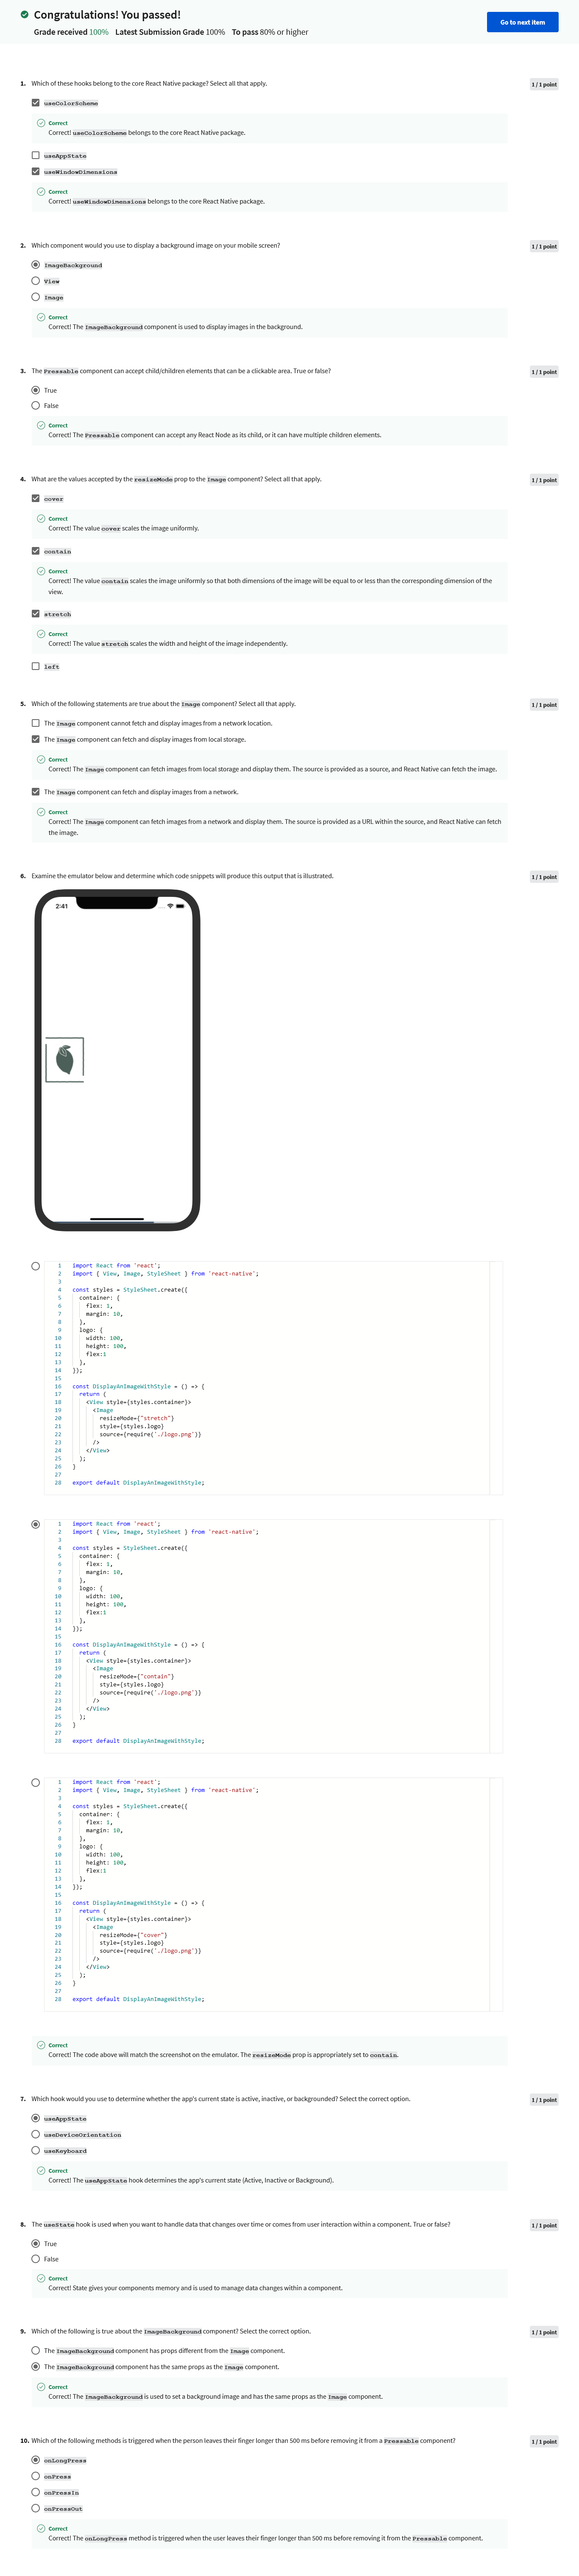 Congratulations! You passed!
Grade received 100% Latest Submission Grade 100% To pass 80% or higher
Go to next item
1. Which of these hooks belong to the core React Native package? Select all that apply.
1 / 1 point
useColorScheme
Correct
Correct! useColorScheme belongs to the core React Native package.
useAppState
useWindowDimensions
Correct
Correct! useWindowDimensions belongs to the core React Native package.
2. Which component would you use to display a background image on your mobile screen?
1 / 1 point
ImageBackground
View
Image
Correct
Correct! The ImageBackground component is used to display images in the background.
3. The Pressable component can accept child/children elements that can be a clickable area. True or false?
1 / 1 point
True
False
Correct
Correct! The Pressable component can accept any React Node as its child, or it can have multiple children elements.
4. What are the values accepted by the resizeMode prop to the Image component? Select all that apply.
1 / 1 point
cover
Correct
Correct! The value cover scales the image uniformly.
contain
Correct
Correct! The value contain scales the image uniformly so that both dimensions of the image will be equal to or less than the corresponding dimension of the
view.
stretch
Correct
Correct! The value stretch scales the width and height of the image independently.
left
5. Which of the following statements are true about the Image component? Select all that apply.
1 / 1 point
The Image component cannot fetch and display images from a network location.
The Image component can fetch and display images from local storage.
Correct
Correct! The Image component can fetch images from local storage and display them. The source is provided as a source, and React Native can fetch the image.
The Image component can fetch and display images from a network.
Correct
Correct! The Image component can fetch images from a network and display them. The source is provided as a URL within the source, and React Native can fetch
the image.
6. Examine the emulator below and determine which code snippets will produce this output that is illustrated.
1 / 1 point
2:41
1 import React from 'react';
2 import { View, Image, StyleSheet } from 'react-native';
3
4 const styles = StyleSheet.create({
5 container: {
6 flex: 1,
7 margin: 10,
8 },
9 logo: {
10 width: 100,
11 height: 100,
12 flex:1
13 },
14 });
15
16 const DisplayAnImageWithStyle = () => {
17 return (
18 <View style={styles.container}>
19 <Image
20 resizeMode={"stretch"}
21 style={styles.logo}
22 source={require('./logo.png')}
23 />
24 </View>
25 );
26 }
27
28 export default DisplayAnImageWithStyle;
1 import React from 'react';
2 import { View, Image, StyleSheet } from 'react-native';
3
4 const styles = StyleSheet.create({
5 container: {
6 flex: 1,
7 margin: 10,
8 },
9 logo: {
10 width: 100,
11 height: 100,
12 flex:1
13 },
14 });
15
16 const DisplayAnImageWithStyle = () => {
17 return (
18 <View style={styles.container}>
19 <Image
20 resizeMode={"contain"}
21 style={styles.logo}
22 source={require('./logo.png')}
23 />
24 </View>
25 );
26 }
27
28 export default DisplayAnImageWithStyle;
1 import React from 'react';
2 import { View, Image, StyleSheet } from 'react-native';
3
4 const styles = StyleSheet.create({
5 container: {
6 flex: 1,
7 margin: 10,
8 },
9 logo: {
10 width: 100,
11 height: 100,
12 flex:1
13 },
14 });
15
16 const DisplayAnImageWithStyle = () => {
17 return (
18 <View style={styles.container}>
19 <Image
20 resizeMode={"cover"}
21 style={styles.logo}
22 source={require('./logo.png')}
23 />
24 </View>
25 );
26 }
27
28 export default DisplayAnImageWithStyle;
Correct
Correct! The code above will match the screenshot on the emulator. The resizeMode prop is appropriately set to contain.
7. Which hook would you use to determine whether the app's current state is active, inactive, or backgrounded? Select the correct option.
1 / 1 point
useAppState
useDeviceOrientation
useKeyboard
Correct
Correct! The useAppState hook determines the app's current state (Active, Inactive or Background).
8. The useState hook is used when you want to handle data that changes over time or comes from user interaction within a component. True or false?
1 / 1 point
True
False
Correct
Correct! State gives your components memory and is used to manage data changes within a component.
9. Which of the following is true about the ImageBackground component? Select the correct option.
1 / 1 point
The ImageBackground component has props different from the Image component.
The ImageBackground component has the same props as the Image component.
Correct
Correct! The ImageBackground is used to set a background image and has the same props as the Image component.
10. Which of the following methods is triggered when the person leaves their finger longer than 500 ms before removing it from a Pressable component?
1 / 1 point
onLongPress
onPress
onPressIn
onPressOut
Correct
Correct! The onLongPress method is triggered when the user leaves their finger longer than 500 ms before removing it from the Pressable component.